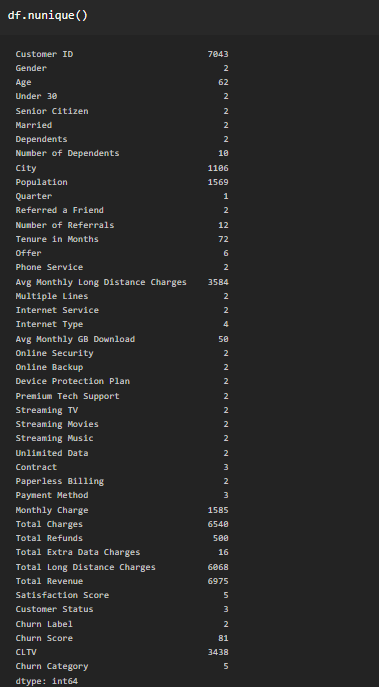 df.nunique()
Customer ID 7043
Gender 2
Age 62
Under 30 2
Senior Citizen 2
Married 2
Dependents 2
Number of Dependents 10
City 1106
Population 1569
Quarter 1
Referred a Friend 2
Number of Referrals 12
Tenure in Months 72
Offer 6
Phone Service 2
Avg Monthly Long Distance Charges 3584
Multiple Lines 2
Internet Service 2
Internet Type 4
Avg Monthly GB Download 50
Online Security 2
Online Backup 2
Device Protection Plan 2
Premium Tech Support 2
Streaming TV 2
Streaming Movies 2
Streaming Music 2
Unlimited Data 2
Contract 3
Paperless Billing 2
Payment Method 3
Monthly Charge 1585
Total Charges 6540
Total Refunds 500
Total Extra Data Charges 16
Total Long Distance Charges 6068
Total Revenue 6975
Satisfaction Score 5
Customer Status 3
Churn Label 2
Churn Score 81
CLTV 3438
Churn Category 5
dtype: int64